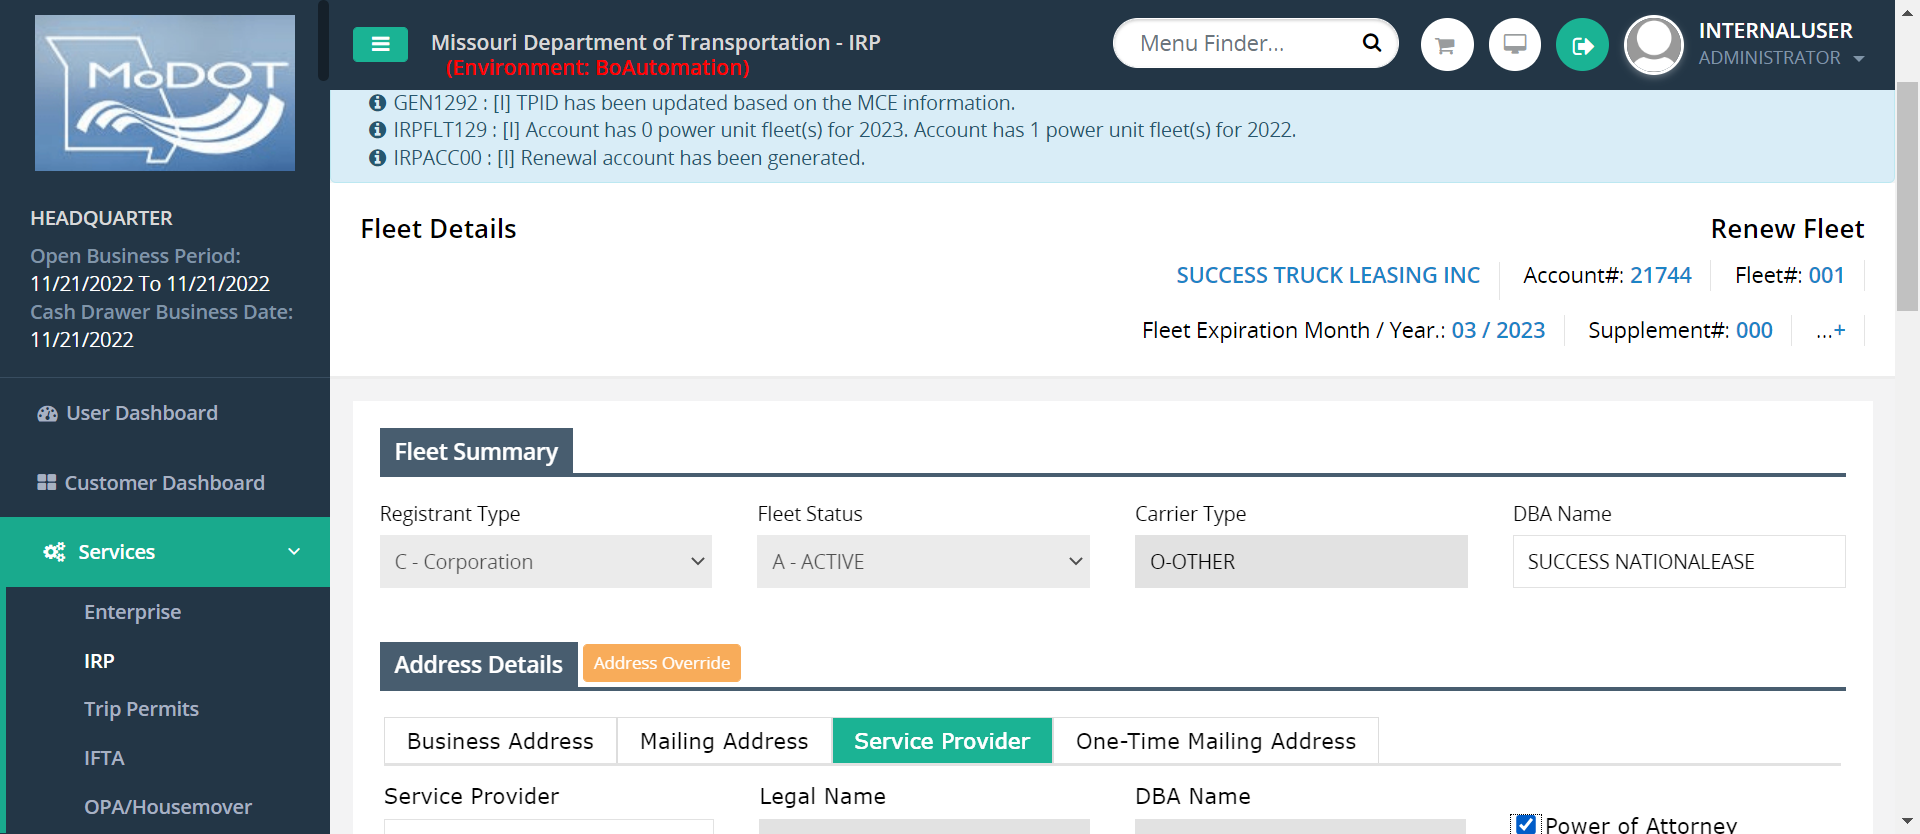 MoDOT
Missouri Department of Transportation - IRP
(Environment: BoAutomation)
Menu Finder...
INTERNALUSER
ADMINISTRATOR
HEADQUARTER
Open Business Period:
11/21/2022 To 11/21/2022
Cash Drawer Business Date:
11/21/2022
User Dashboard
Customer Dashboard
Services
Enterprise
IRP
Trip Permits
IFTA
OPA/Housemover
GEN1292 : [I] TPID has been updated based on the MCE information.
IRPFLT129 : [I] Account has 0 power unit fleet(s) for 2023. Account has 1 power unit fleet(s) for 2022.
IRPACC00 : [I] Renewal account has been generated.
Fleet Details
Renew Fleet
SUCCESS TRUCK LEASING INC Account#: 21744 Fleet#: 001
Fleet Expiration Month / Year.: 03 / 2023 Supplement#: 000 ...+
Fleet Summary
Registrant Type Fleet Status Carrier Type DBA Name
C - Corporation A - ACTIVE O-OTHER SUCCESS NATIONALEASE
Address Details Address Override
Business Address Mailing Address Service Provider One-Time Mailing Address
Service Provider Legal Name DBA Name
Power of Attorney